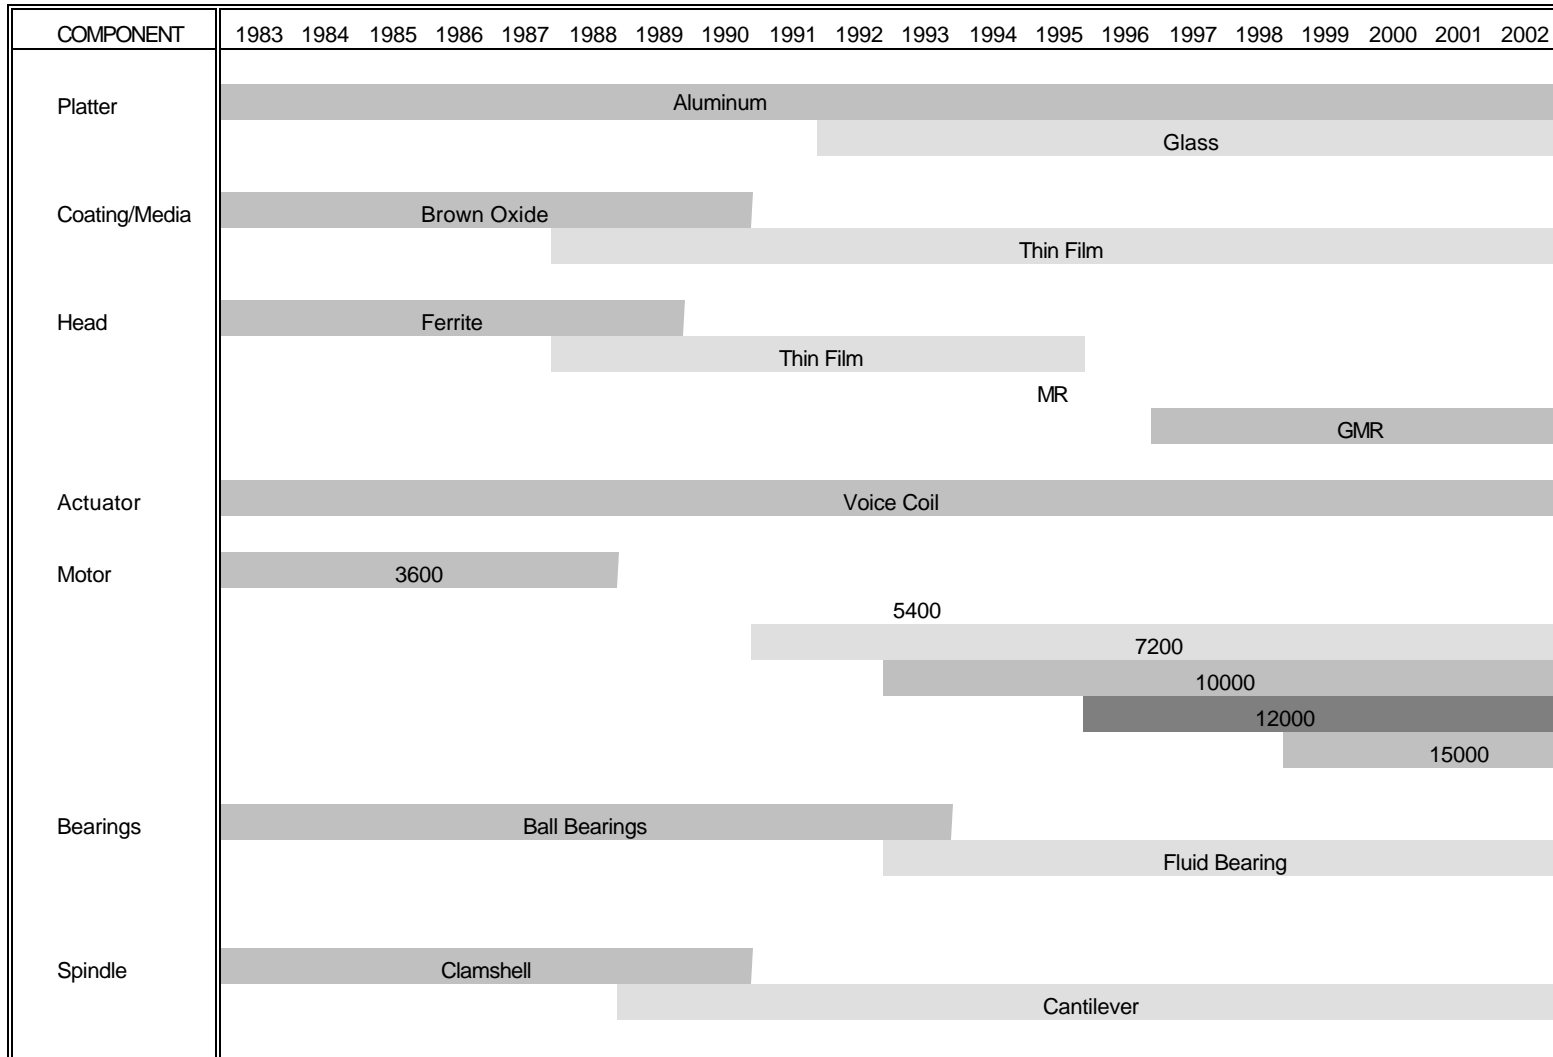 COMPONENT 1983 1984 1985 1986 1987 1988 1989 1990 1991 1992 1993 1994 1995 1996 1997 1998 1999 2000 2001 2002
Platter Aluminum
Glass
Coating/Media Brown Oxide
Thin Film
Head Ferrite
Thin Film
MR
GMR
Actuator Voice Coil
Motor 3600
5400
7200
10000
12000
15000
Bearings Ball Bearings
Fluid Bearing
Spindle Clamshell
Cantilever